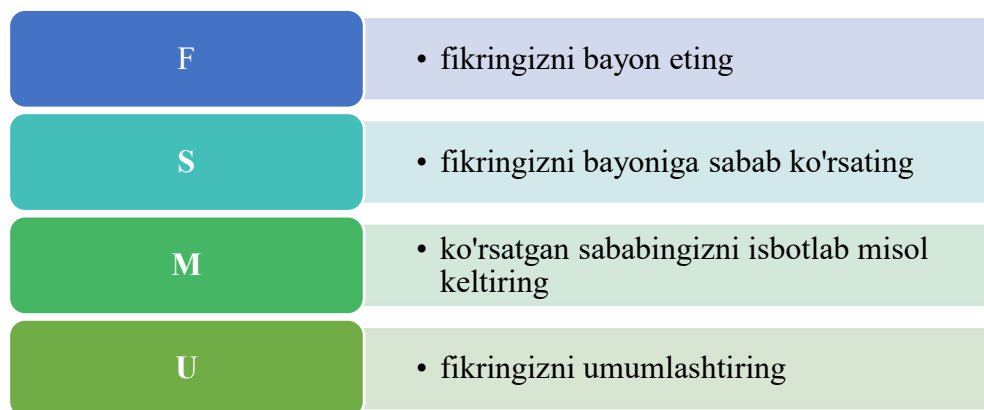 F
• fikringizni bayon eting
S
• fikringizni bayoniga sabab ko'rsating
M
• ko'rsatgan sababingizni isbotlab misol
keltiring
U
• fikringizni umumlashtiring